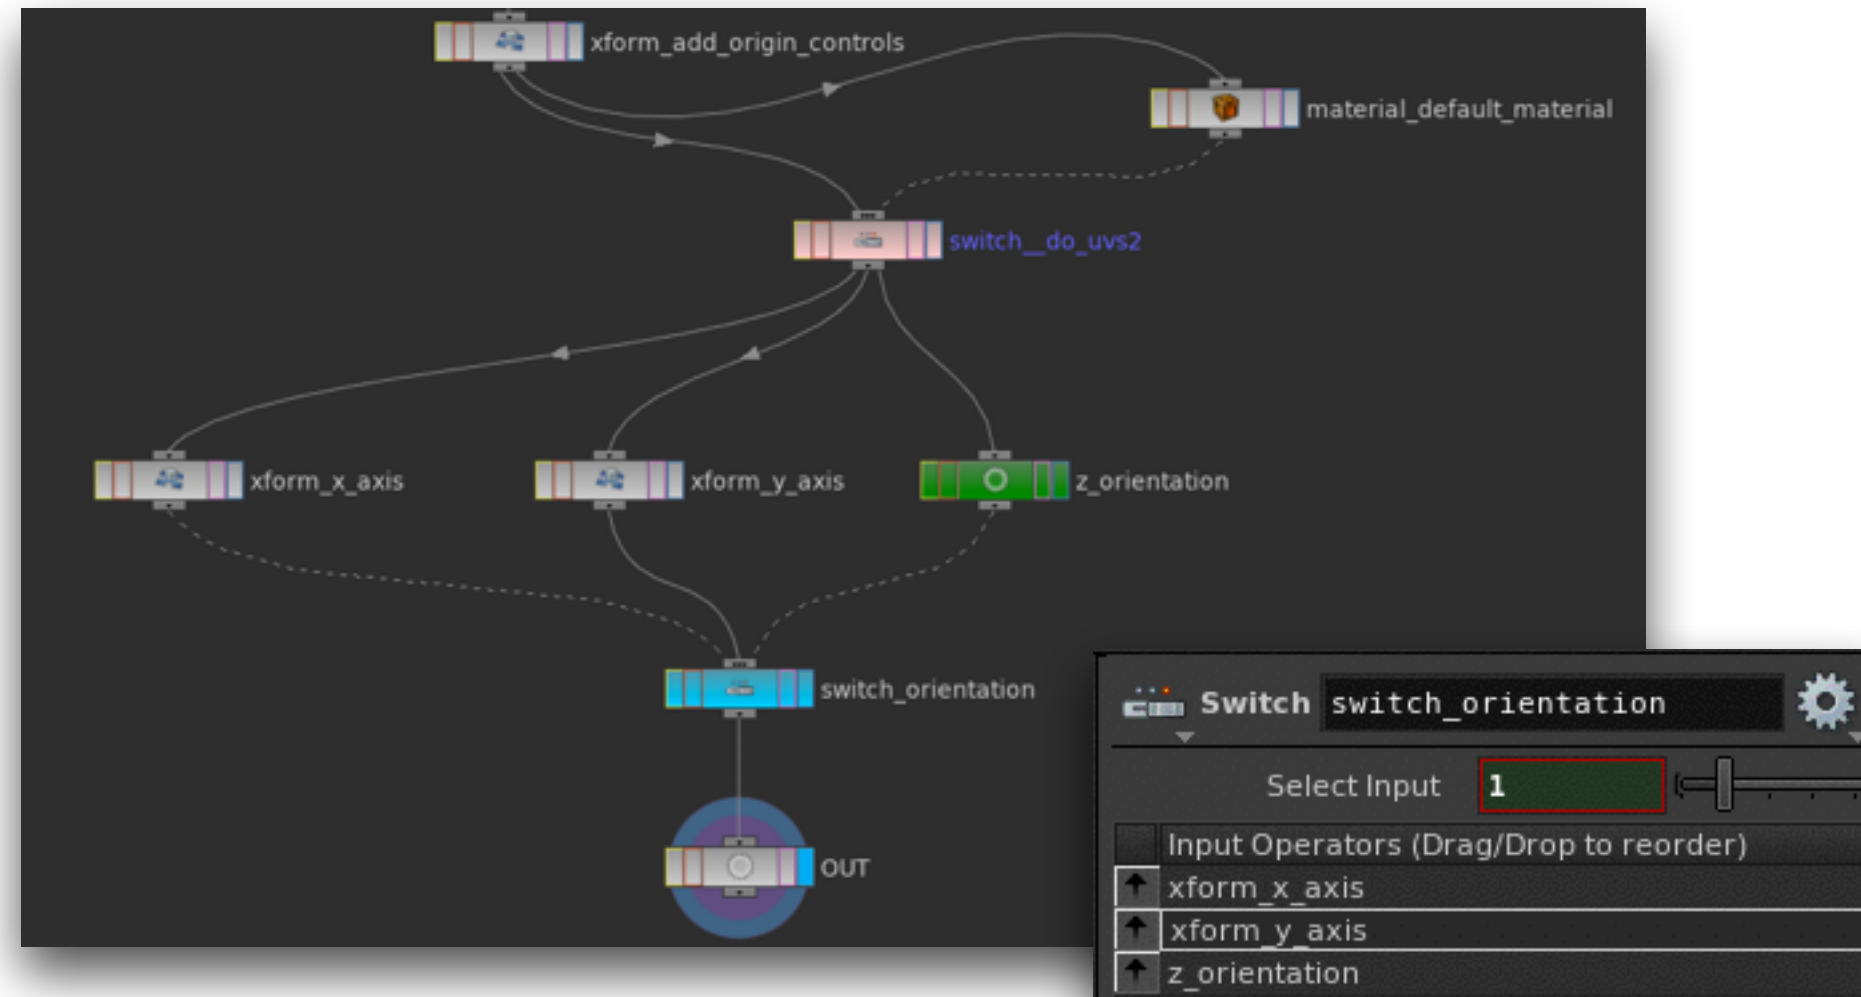 xform_add_origin_controls
material_default_material
switch__do_uvs2
xform_x_axis
xform_y_axis
z_orientation
switch_orientation
OUT
Switch switch_orientation
Select Input 1
Input Operators (Drag/Drop to reorder)
xform_x_axis
xform_y_axis
z_orientation